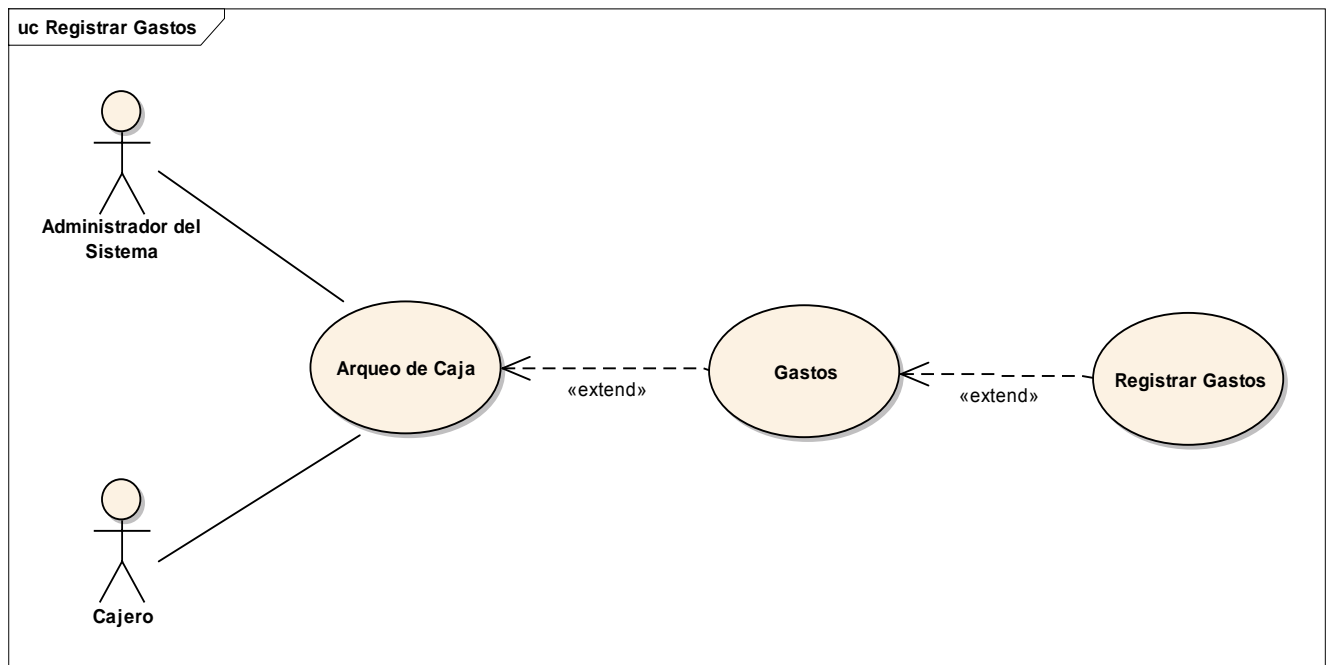 uc Registrar Gastos
Administrador del
Sistema
Arqueo de Caja
«extend»
Gastos
«extend»
Registrar Gastos
Cajero